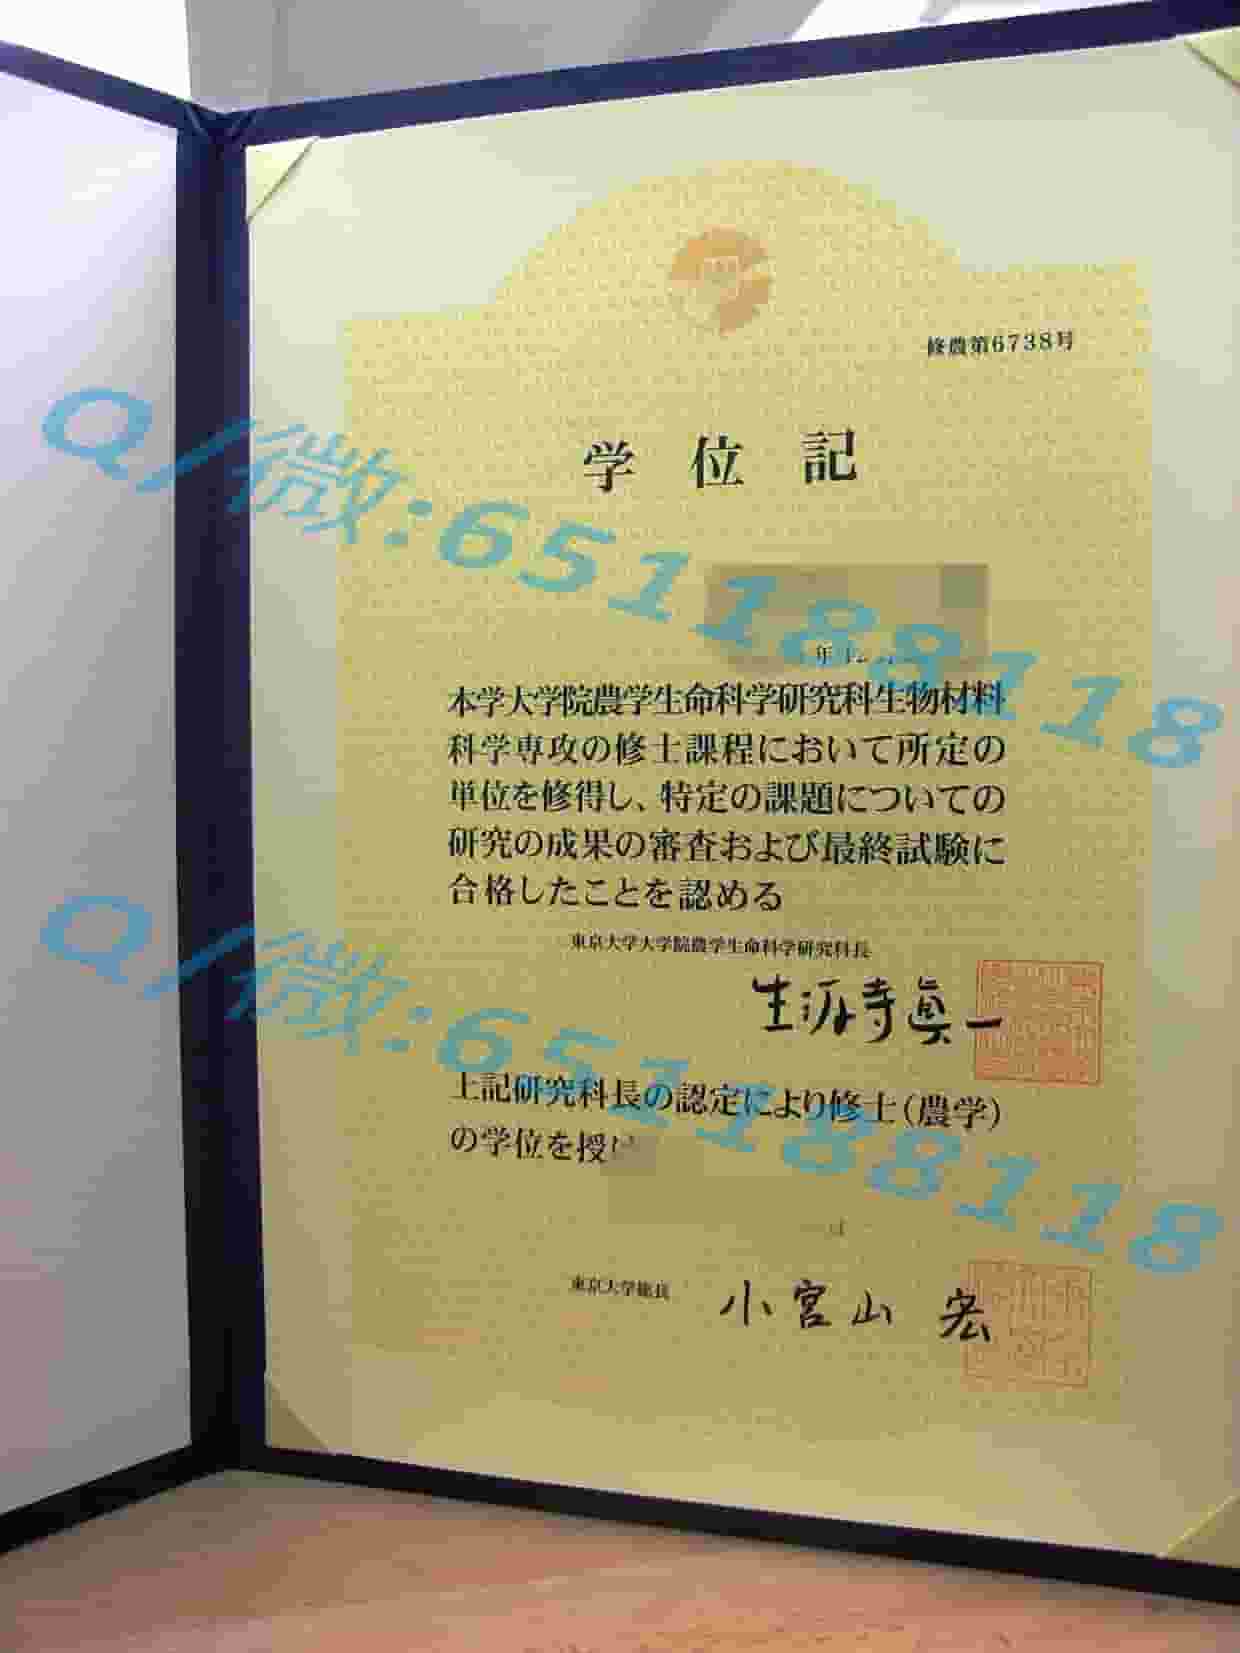 修農第6738号
学位記
年
本学大学院農学生命科学研究科生物材料
科学専攻の修士課程において所定の
単位を修得し、特定の課題についての
研究の成果の審査および最終試験に
合格したことを認める
東京大学大学院農学生命科学研究科長
生源寺眞一
上記研究科長の認定により修士(農学)
の学位を授
東京大学総長
小宮山 宏
Q/微:651188118
Q/微:651188118